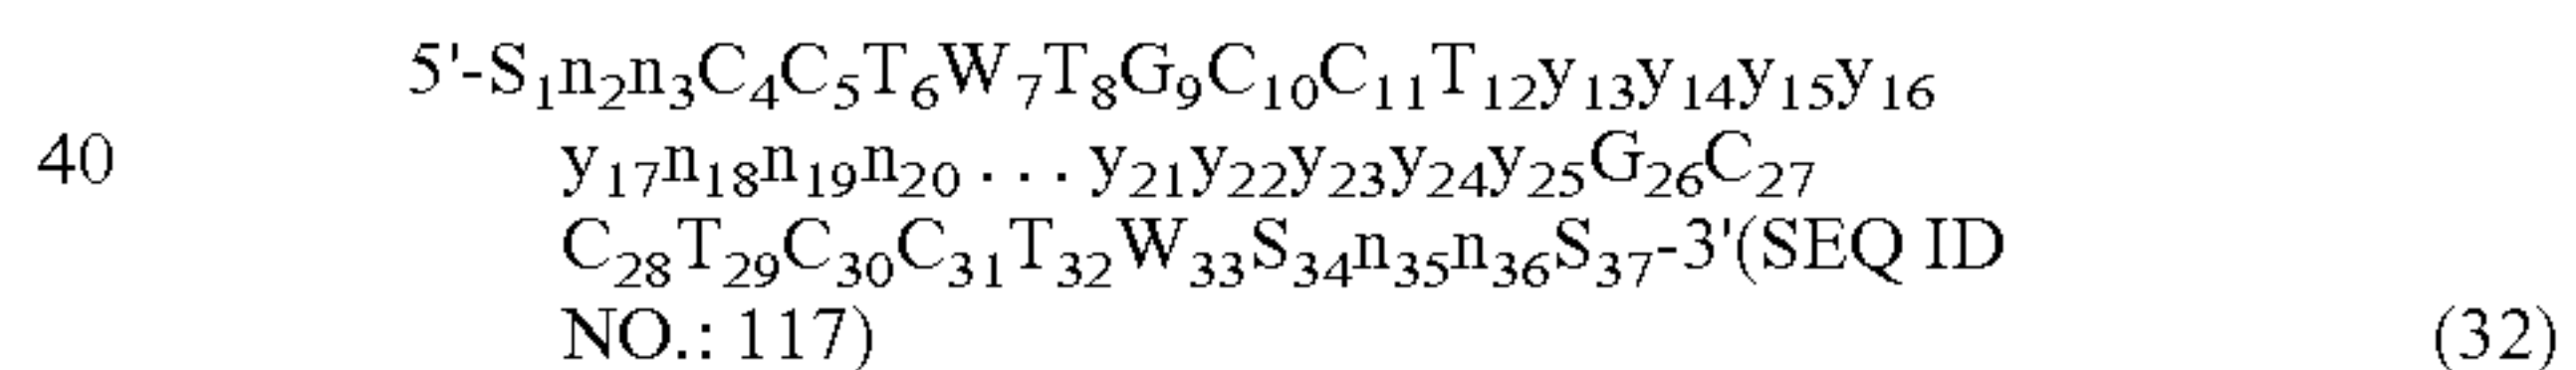 5'-S₁n₂n₃C₄C₅T₆W₇T₈G₉C₁₀C₁₁T₁₂y₁₃y₁₄y₁₅y₁₆
40 y₁₇n₁₈n₁₉n₂₀ . . . y₂₁y₂₂y₂₃y₂₄y₂₅G₂₆C₂₇
C₂₈T₂₉C₃₀C₃₁T₃₂W₃₃S₃₄n₃₅n₃₆S₃₇-3'(SEQ ID
NO.: 117) (32)